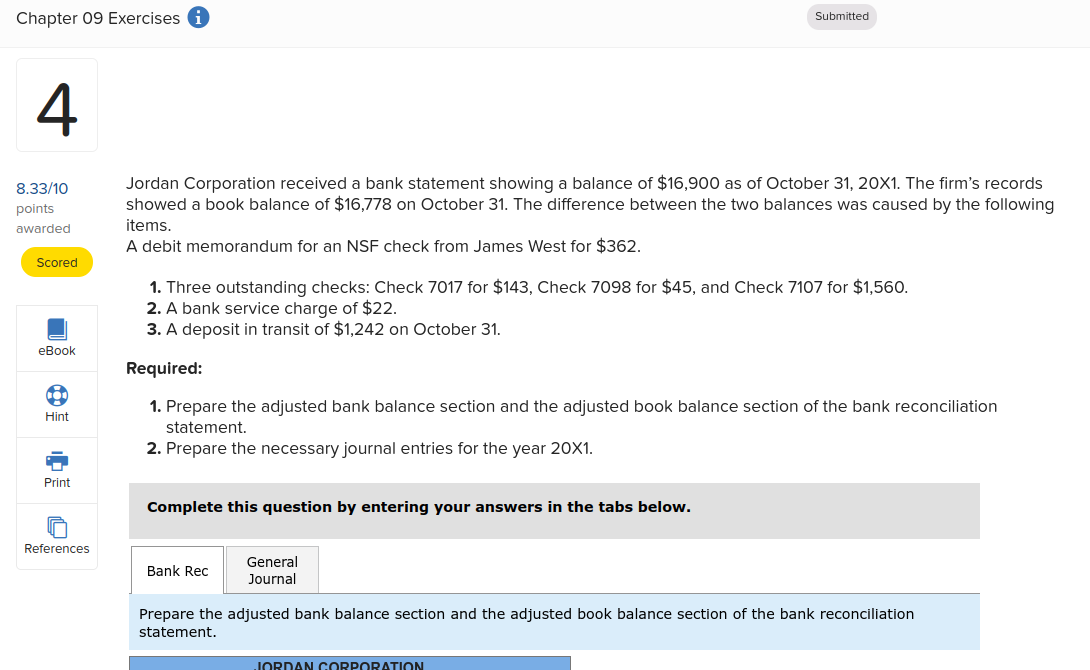 Chapter 09 Exercises
Submitted
4
8.33/10
points
awarded
Scored
eBook
Hint
Print
References
Jordan Corporation received a bank statement showing a balance of $16,900 as of October 31, 20X1. The firm’s records
showed a book balance of $16,778 on October 31. The difference between the two balances was caused by the following
items.
A debit memorandum for an NSF check from James West for $362.
1. Three outstanding checks: Check 7017 for $143, Check 7098 for $45, and Check 7107 for $1,560.
2. A bank service charge of $22.
3. A deposit in transit of $1,242 on October 31.
Required:
1. Prepare the adjusted bank balance section and the adjusted book balance section of the bank reconciliation
statement.
2. Prepare the necessary journal entries for the year 20X1.
Complete this question by entering your answers in the tabs below.
Bank Rec
General
Journal
Prepare the adjusted bank balance section and the adjusted book balance section of the bank reconciliation
statement.
JORDAN CORPORATION